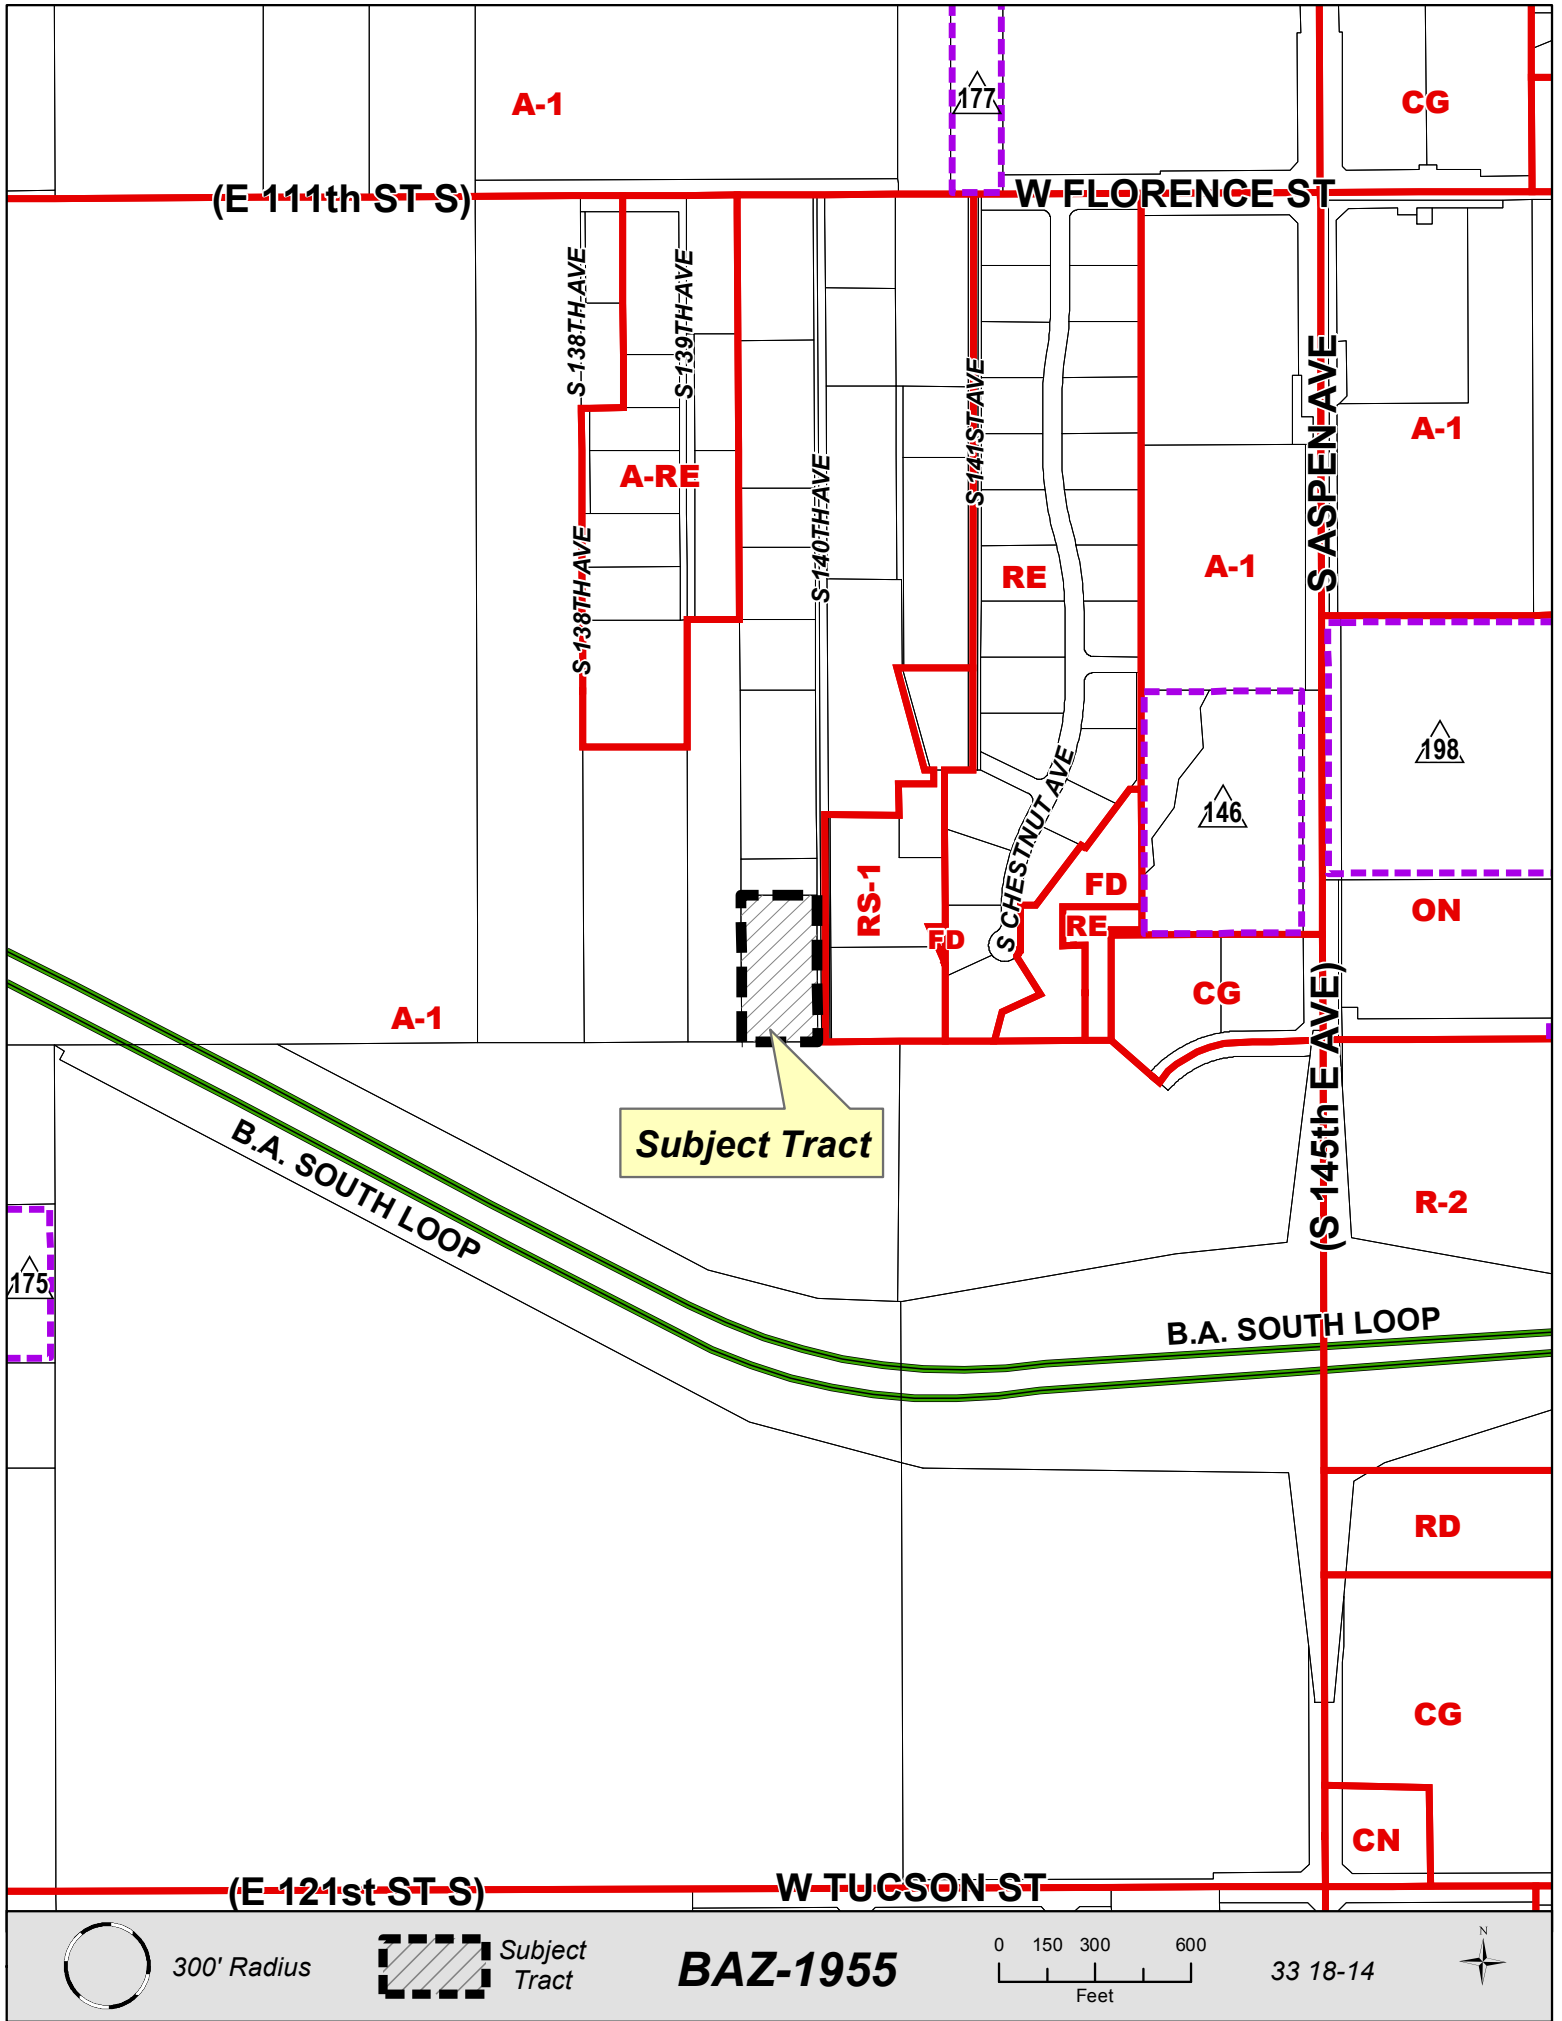 A-1
177
CG
(E 111th ST S)
W FLORENCE ST
S 138TH AVE
S 139TH AVE
S 141ST AVE
S ASPEN AVE
A-1
A-RE
S 140TH AVE
S 138TH AVE
RE
A-1
198
146
S CHESTNUT AVE
RS-1
FD
ON
FD
RE
CG
A-1
(S 145th E AVE)
Subject Tract
B.A. SOUTH LOOP
R-2
175
B.A. SOUTH LOOP
RD
CG
CN
(E 121st ST S)
W TUCSON ST
300' Radius
Subject
Tract
BAZ-1955
0 150 300 600
Feet
33 18-14
N